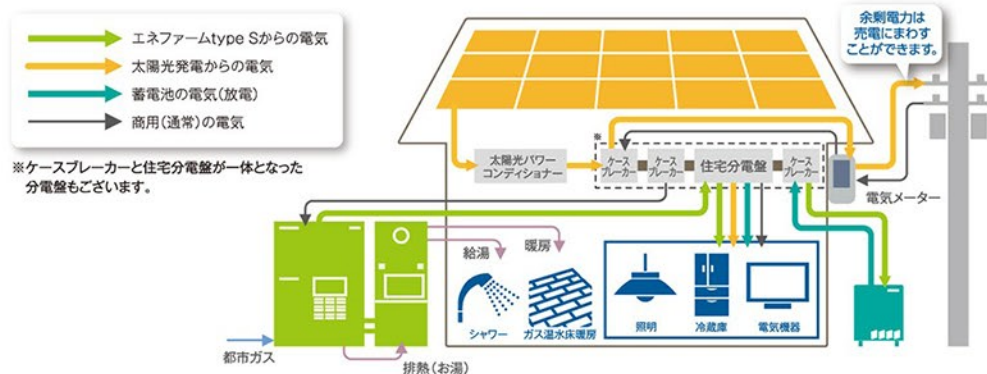 エネファームtype Sからの電気
太陽光発電からの電気
蓄電池の電気(放電)
商用(通常)の電気
※ケースブレーカーと住宅分電盤が一体となった
分電盤もございます。
余剰電力は
売電にまわす
ことができます。
※
太陽光パワー
コンディショナー
ケース
ブレーカー
ケース
ブレーカー
住宅分電盤
ケース
ブレーカー
電気メーター
給湯
暖房
シャワー
ガス温水床暖房
照明
冷蔵庫
電気機器
都市ガス
排熱(お湯)